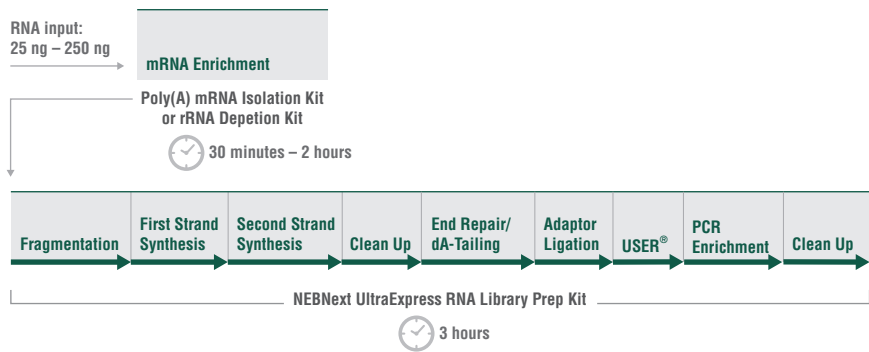 RNA input:
25 ng – 250 ng
mRNA Enrichment
Poly(A) mRNA Isolation Kit
or rRNA Depetion Kit
30 minutes – 2 hours
Fragmentation
First Strand
Synthesis
Second Strand
Synthesis
Clean Up
End Repair/
dA-Tailing
Adaptor
Ligation
USER®
PCR
Enrichment
Clean Up
NEBNext UltraExpress RNA Library Prep Kit
3 hours